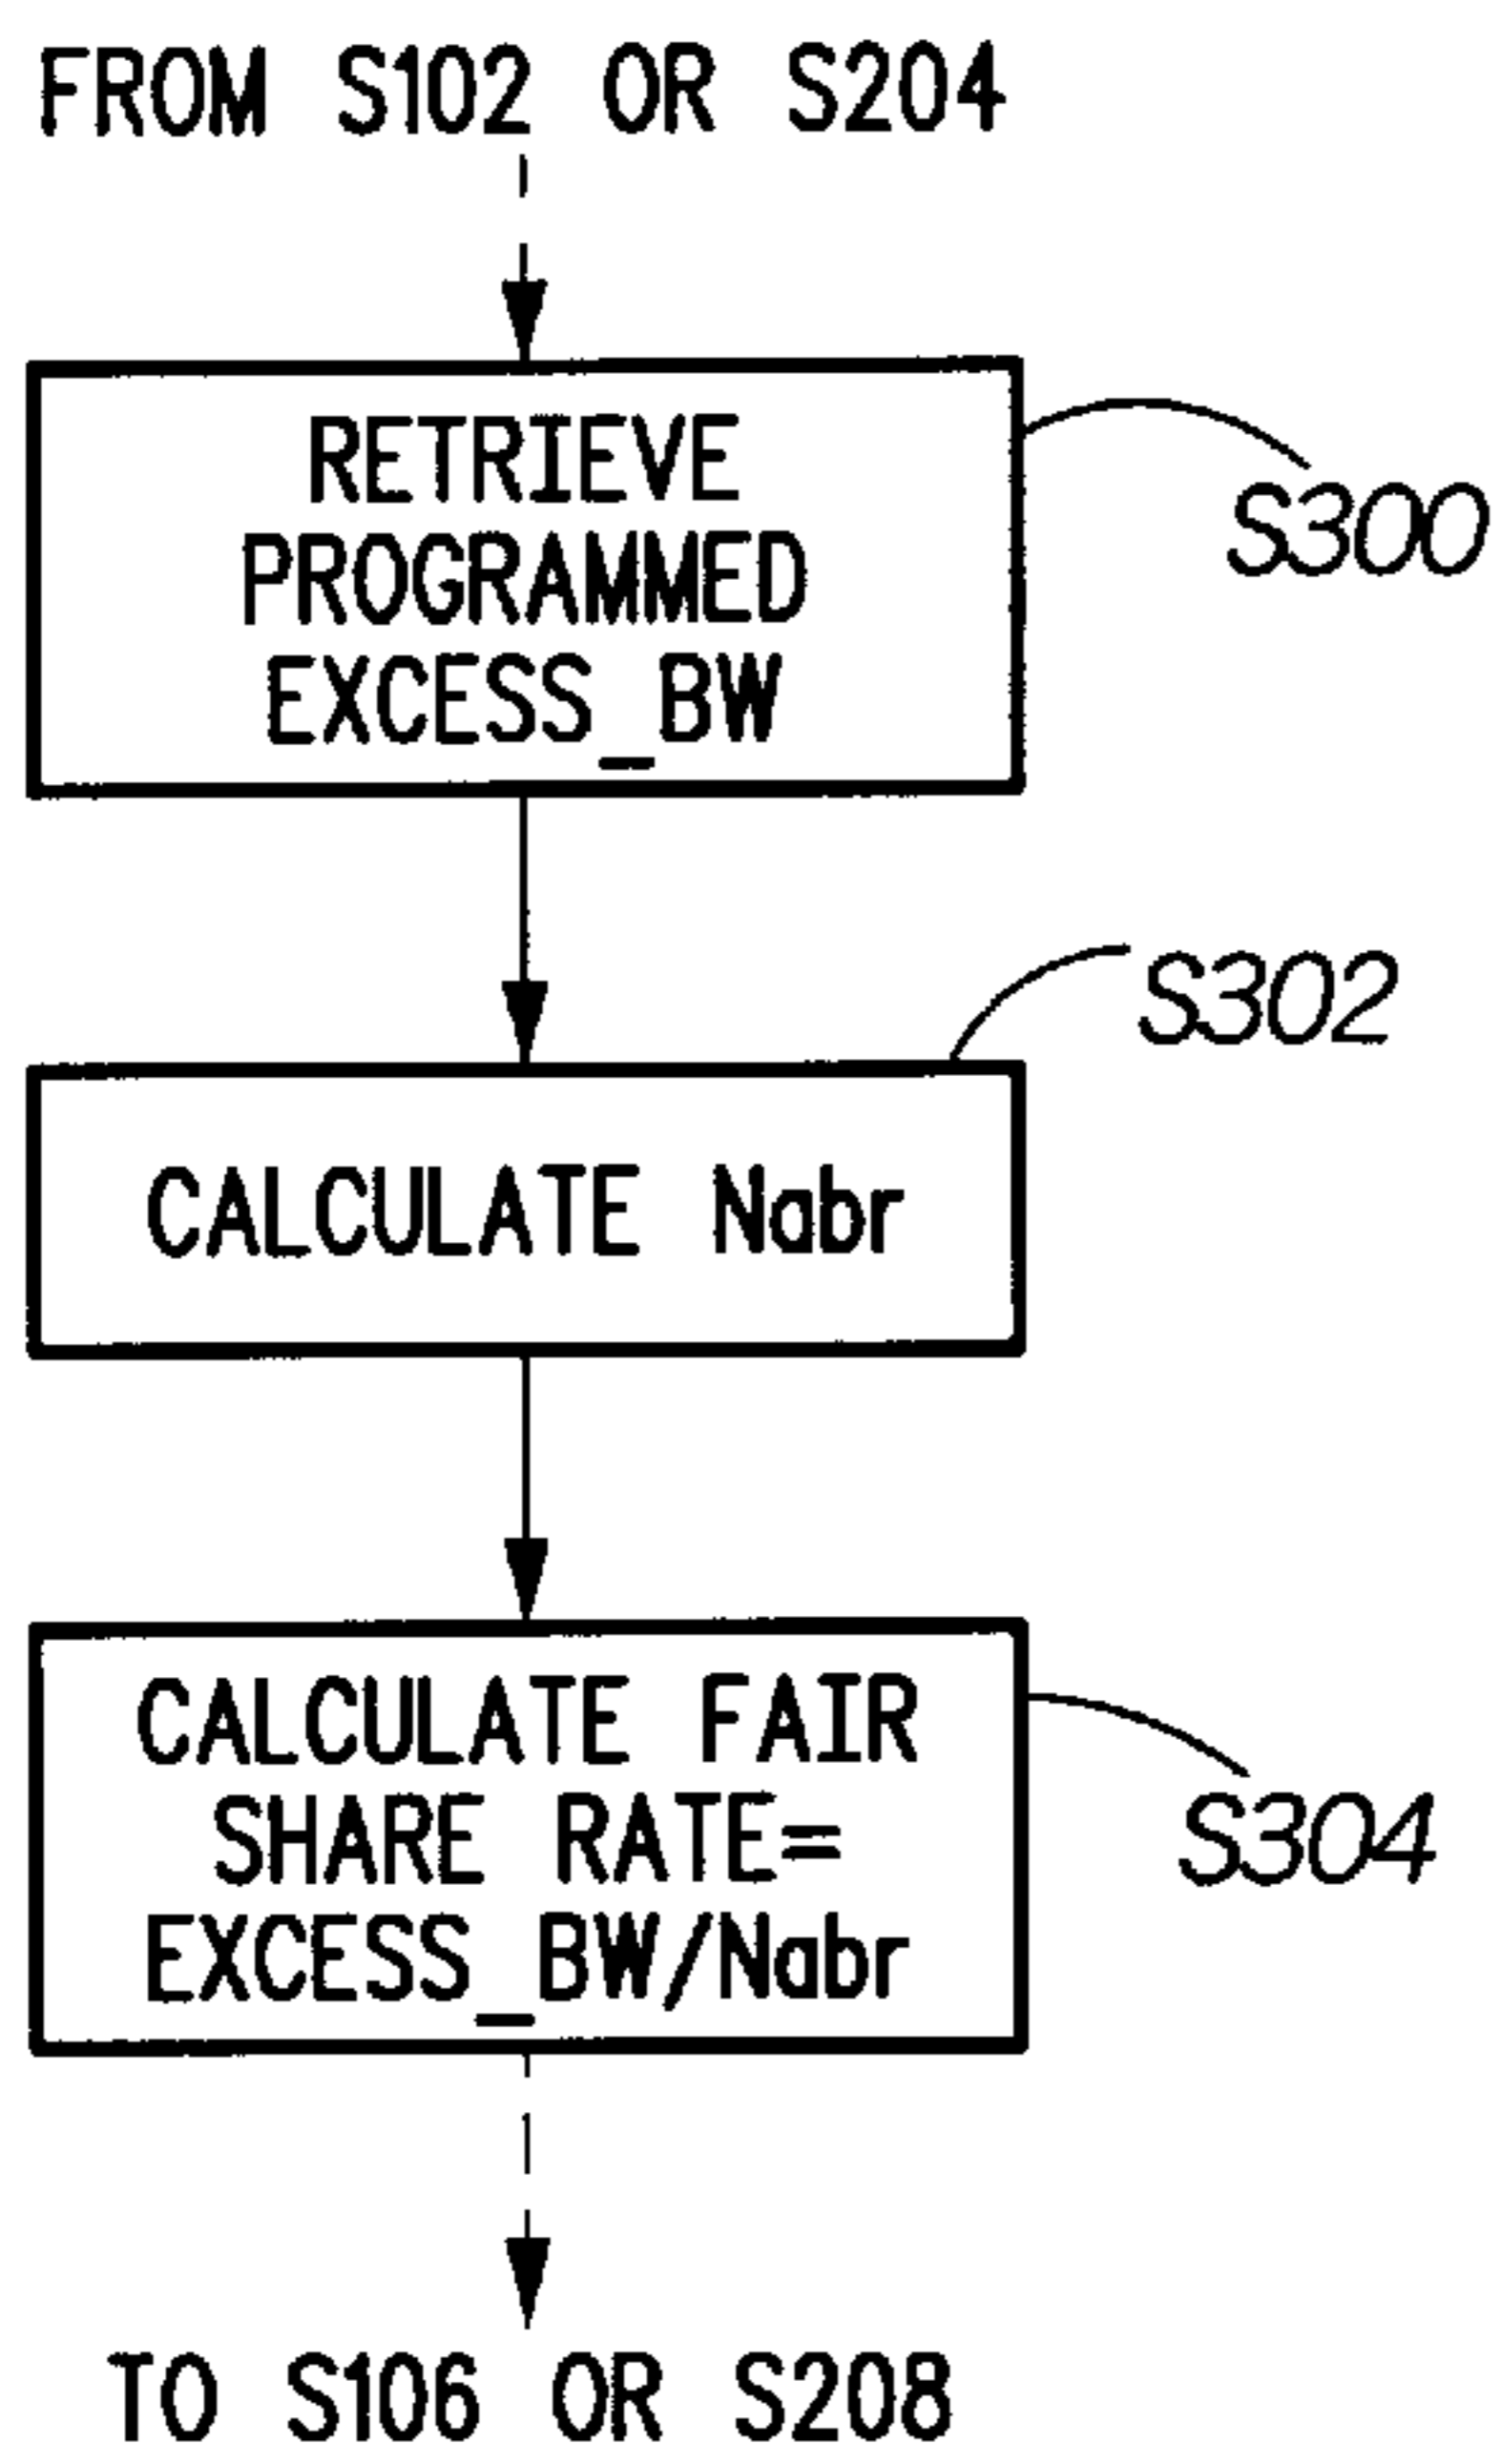 FROM S102 OR S204
RETRIEVE
PROGRAMMED
EXCESS_BW
S300
S302
CALCULATE Nabr
CALCULATE FAIR
SHARE RATE=
EXCESS_BW/Nabr
S304
TO S106 OR S208